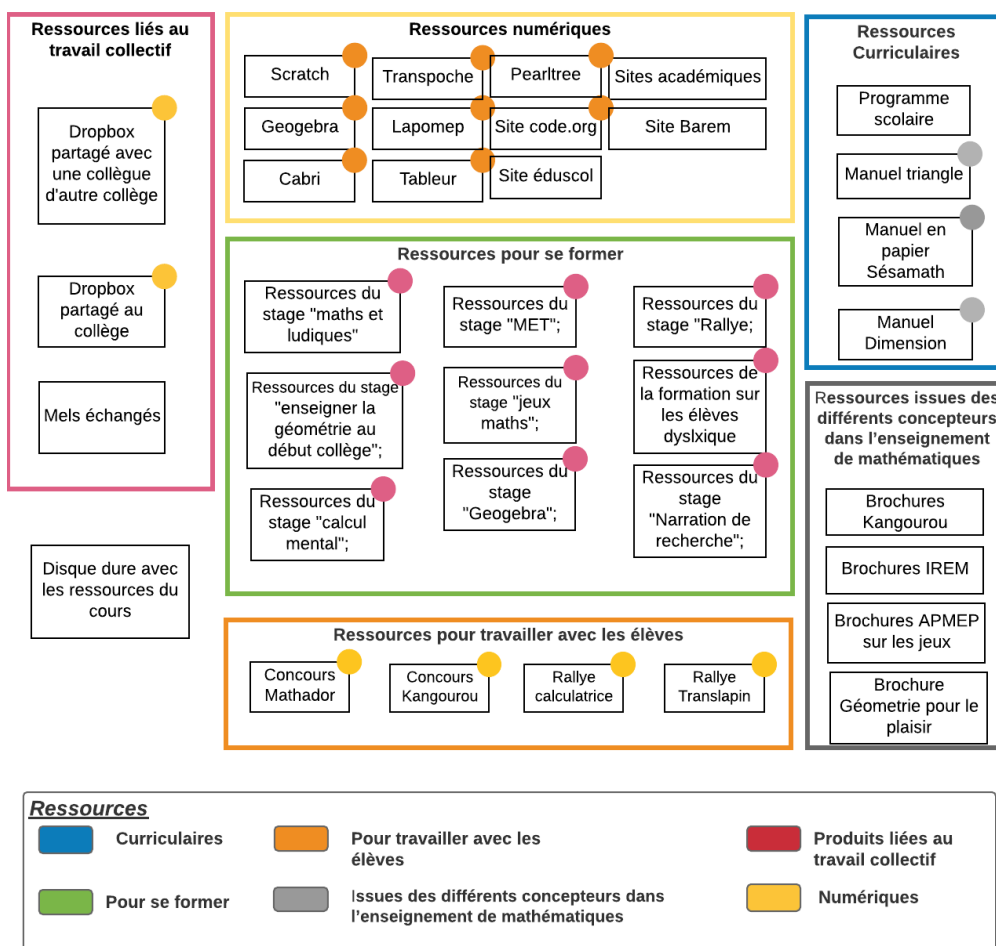 Ressources liés au
travail collectif
Dropbox
partagé avec
une collègue
d'autre collège
Dropbox
partagé au
collège
Mels échangés
Disque dure avec
les ressources du
cours
Ressources numériques
Scratch
Transpoche
Pearltree
Sites académiques
Geogebra
Lapomep
Site code.org
Site Barem
Cabri
Tableur
Site éduscol
Ressources pour se former
Ressources du
stage "maths et
ludiques"
Ressources du
stage "MET";
Ressources du
stage "Rallye;
Ressources du stage
"enseigner la
géométrie au
début collège";
Ressources du
stage "jeux
maths";
Ressources de
la formation sur
les élèves
dyslxique
Ressources du
stage "calcul
mental";
Ressources du
stage
"Geogebra";
Ressources du
stage
"Narration de
recherche";
Ressources pour travailler avec les élèves
Concours
Mathador
Concours
Kangourou
Rallye
calculatrice
Rallye
Translapin
Ressources
Curriculaires
Programme
scolaire
Manuel triangle
Manuel en
papier
Sésamath
Manuel
Dimension
Ressources issues des
différents concepteurs
dans l'enseignement
de mathématiques
Brochures
Kangourou
Brochures IREM
Brochures APMEP
sur les jeux
Brochure
Géometrie pour le
plaisir
Ressources
Curriculaires
Pour travailler avec les
élèves
Produits liées au
travail collectif
Pour se former
Issues des différents concepteurs dans
l'enseignement de mathématiques
Numériques